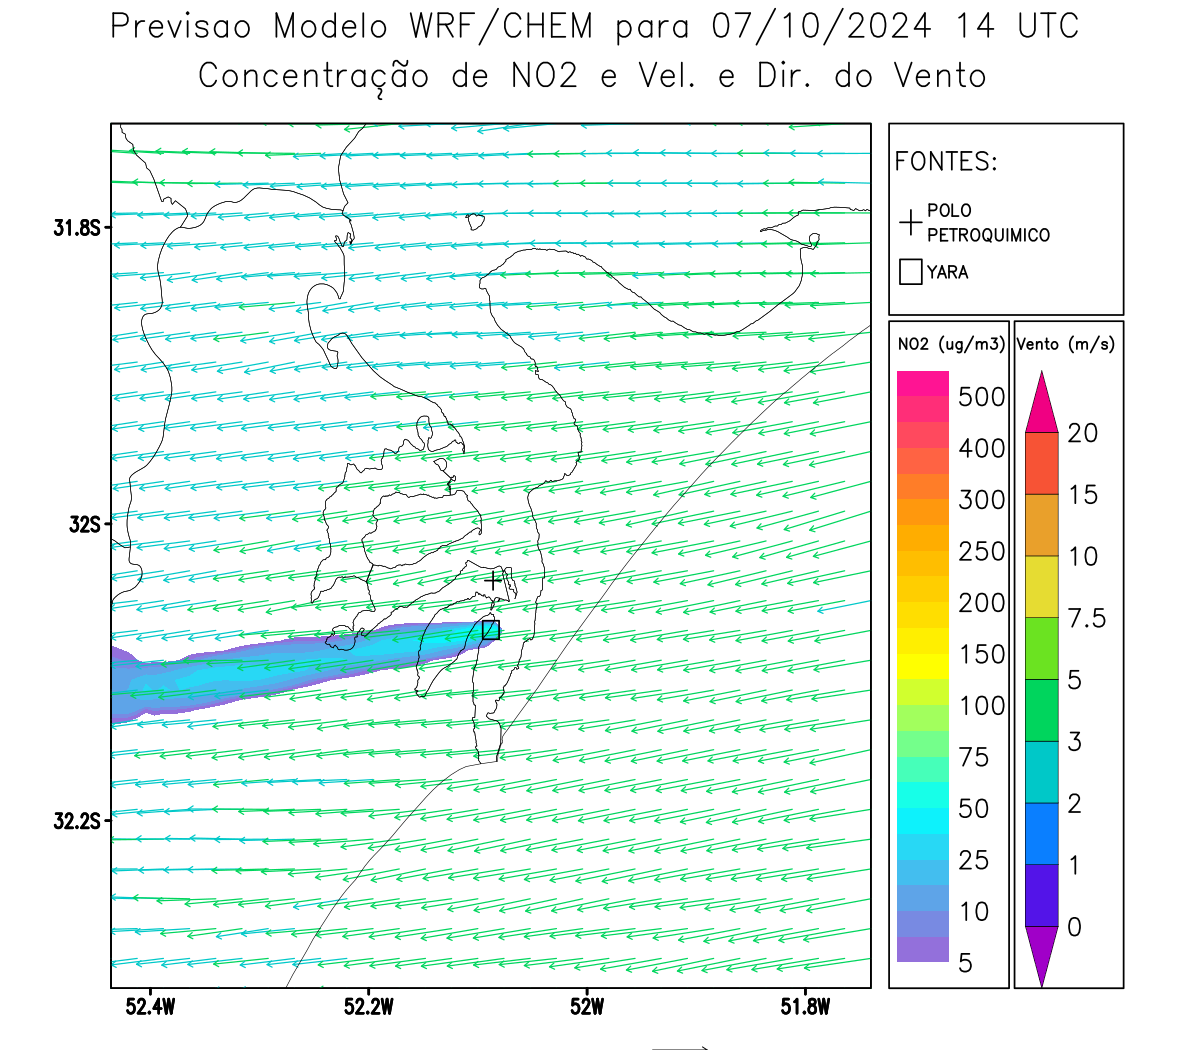 Previsao Modelo WRF/CHEM para 07/10/2024 14 UTC
Concentração de NO2 e Vel. e Dir. do Vento
FONTES:
POLO
PETROQUIMICO
YARA
NO2 (ug/m3)
500
400
300
250
200
150
100
75
50
25
10
5
Vento (m/s)
20
15
10
7.5
5
3
2
1
0
31.8S
32S
32.2S
52.4W
52.2W
52W
51.8W